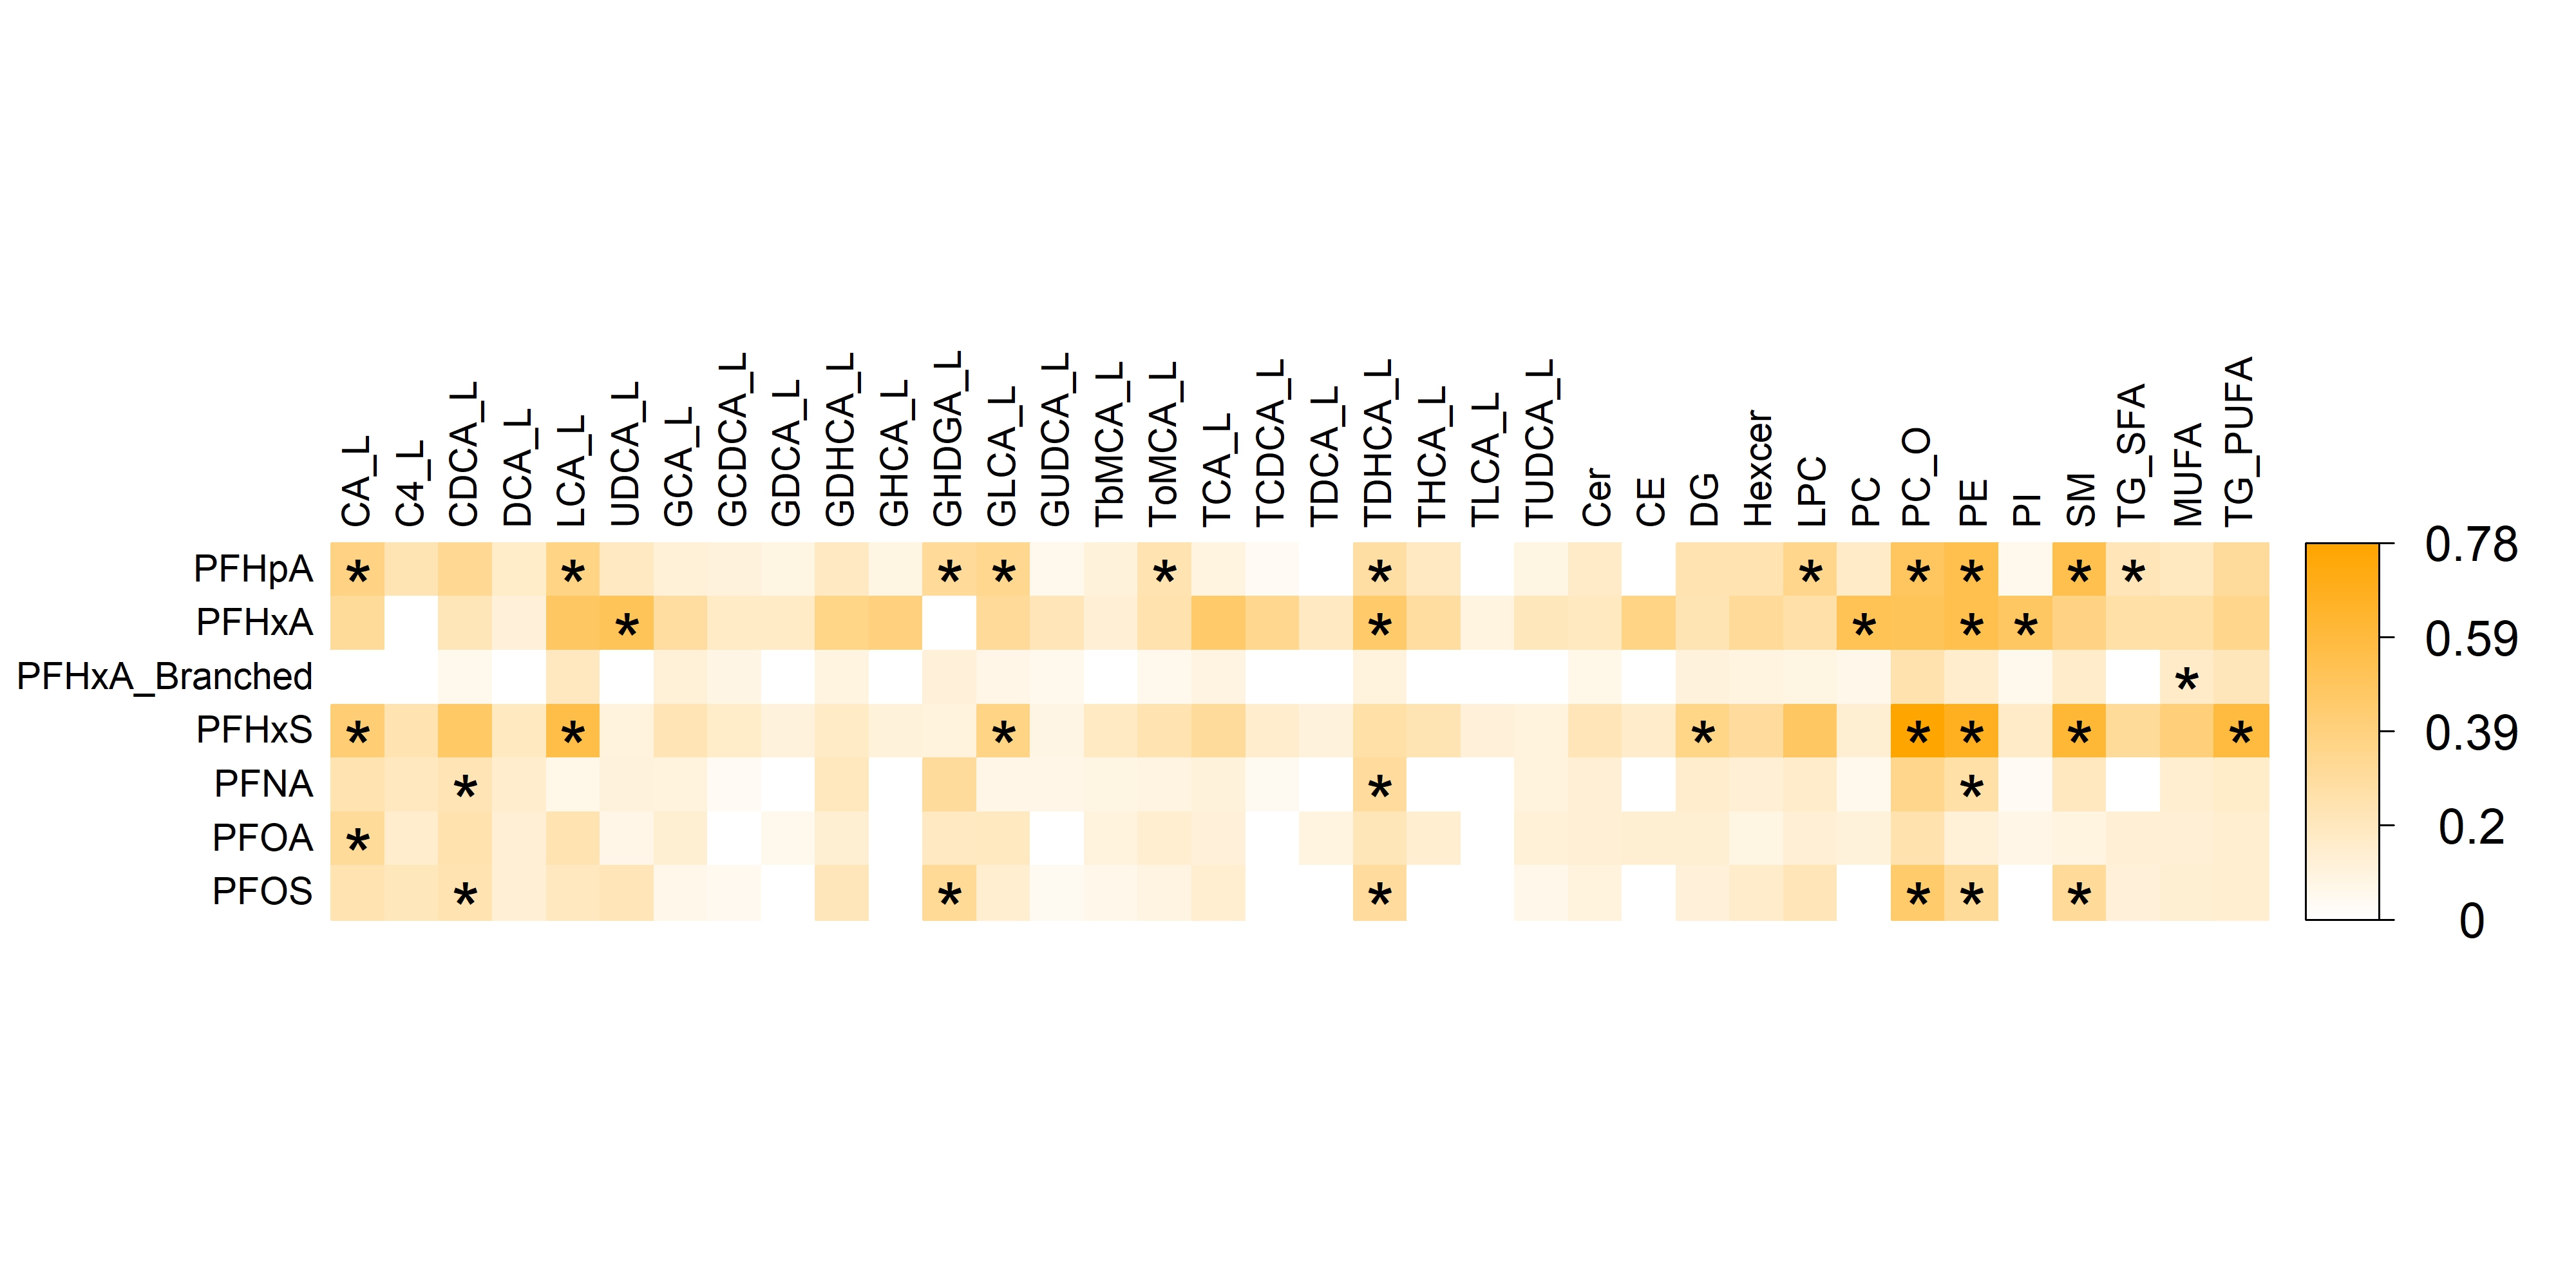 CA_L
C4_L
CDCA_L
DCA_L
LCA_L
UDCA_L
GCA_L
GCDCA_L
GDCA_L
GDHCA_L
GHCA_L
GHDGA_L
GLCA_L
GUDCA_L
TbMCA_L
ToMCA_L
TCA_L
TCDCA_L
TDCA_L
TDHCA_L
THCA_L
TLCA_L
TUDCA_L
Cer
CE
DG
Hexcer
LPC
PC
PC_O
PE
PI
SM
TG_SFA
MUFA
TG_PUFA
PFHpA * * * * * * * * * * *
PFHxA * * * * *
PFHxA_Branched *
PFHxS * * * * * * * *
PFNA * * *
PFOA *
PFOS * * * * * *
0.78
0.59
0.39
0.2
0